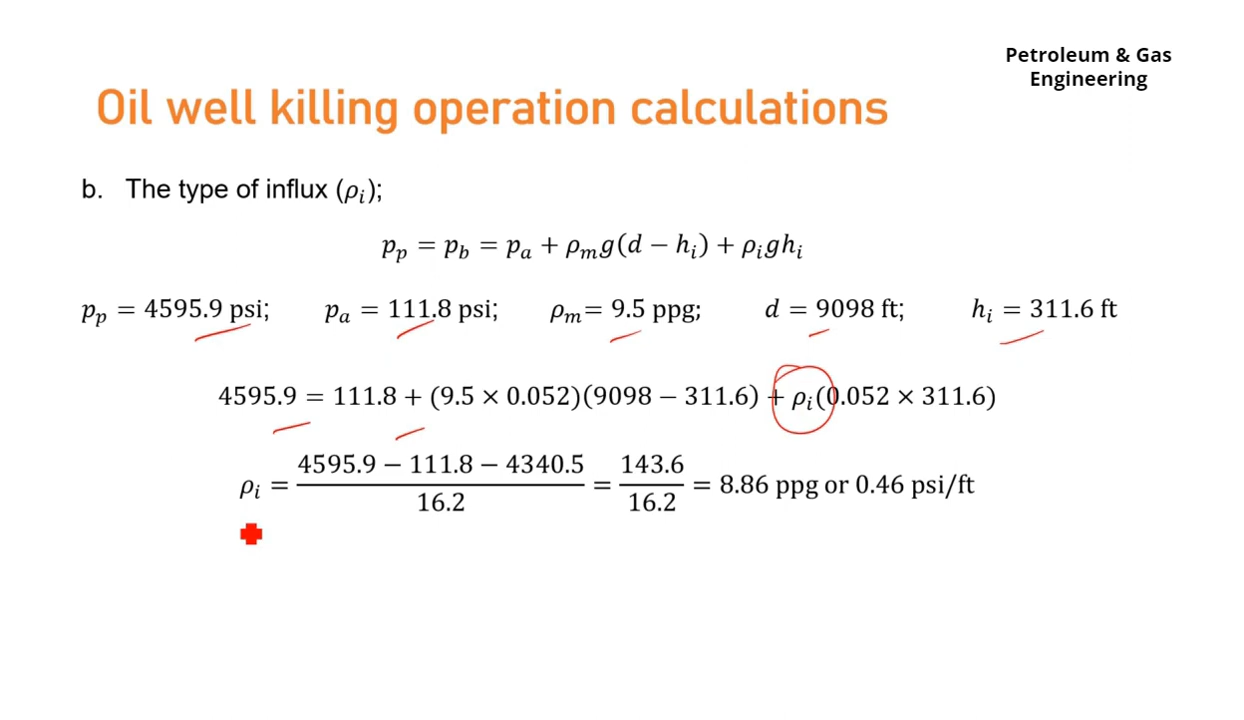 Petroleum & Gas
Engineering
Oil well killing operation calculations
b. The type of influx (ρᵢ);
pₚ = p_b = pₐ + ρₘg(d − hᵢ) + ρᵢghᵢ
pₚ = 4595.9 psi; pₐ = 111.8 psi; ρₘ= 9.5 ppg; d = 9098 ft; hᵢ = 311.6 ft
4595.9 = 111.8 + (9.5 × 0.052)(9098 − 311.6) + ρᵢ(0.052 × 311.6)
ρᵢ = (4595.9 − 111.8 − 4340.5)/16.2 = 143.6/16.2 = 8.86 ppg or 0.46 psi/ft